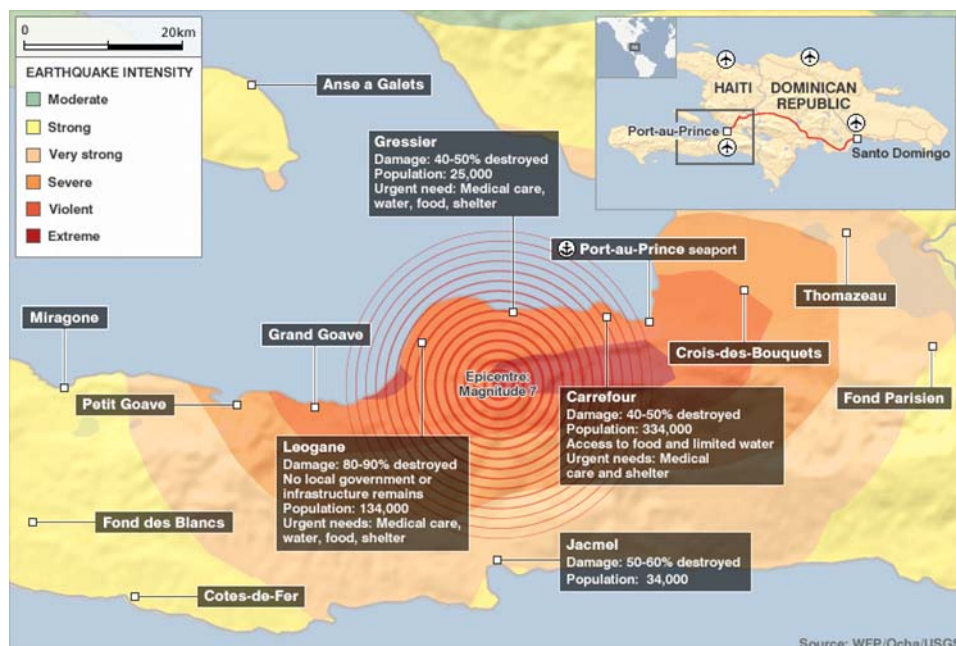 0 20km
EARTHQUAKE INTENSITY
Moderate
Strong
Very strong
Severe
Violent
Extreme
Anse a Galets
HAITI
DOMINICAN
REPUBLIC
Port-au-Prince
Santo Domingo
Gressier
Damage: 40-50% destroyed
Population: 25,000
Urgent need: Medical care,
water, food, shelter
Port-au-Prince seaport
Thomazeau
Miragone
Grand Goave
Crois-des-Bouquets
Petit Goave
Fond Parisien
Epicentre:
Magnitude 7
Carrefour
Damage: 40-50% destroyed
Population: 334,000
Access to food and limited water
Urgent needs: Medical
care and shelter
Leogane
Damage: 80-90% destroyed
No local government or
infrastructure remains
Population: 134,000
Urgent needs: Medical care,
water, food, shelter
Fond des Blancs
Jacmel
Damage: 50-60% destroyed
Population: 34,000
Cotes-de-Fer
Source: WFP/Ocha/USGS